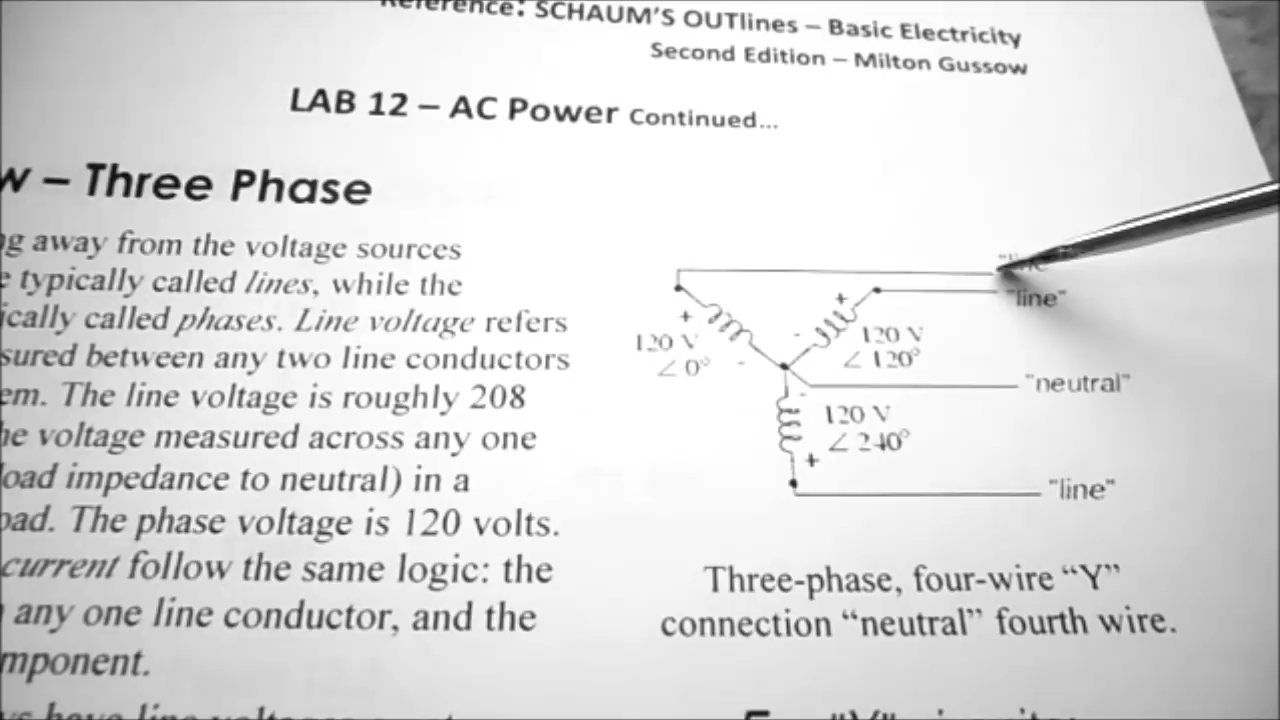 Reference: SCHAUM'S OUTlines – Basic Electricity
Second Edition – Milton Gussow
LAB 12 – AC Power Continued...
w – Three Phase
ng away from the voltage sources
e typically called lines, while the
ically called phases. Line voltage refers
sured between any two line conductors
em. The line voltage is roughly 208
he voltage measured across any one
load impedance to neutral) in a
oad. The phase voltage is 120 volts.
current follow the same logic: the
any one line conductor, and the
mponent.
"line"
+
+
-
120 V
∠ 0°
-
120 V
∠ 120°
"neutral"
-
120 V
∠ 240°
+
"line"
Three-phase, four-wire “Y”
connection “neutral” fourth wire.